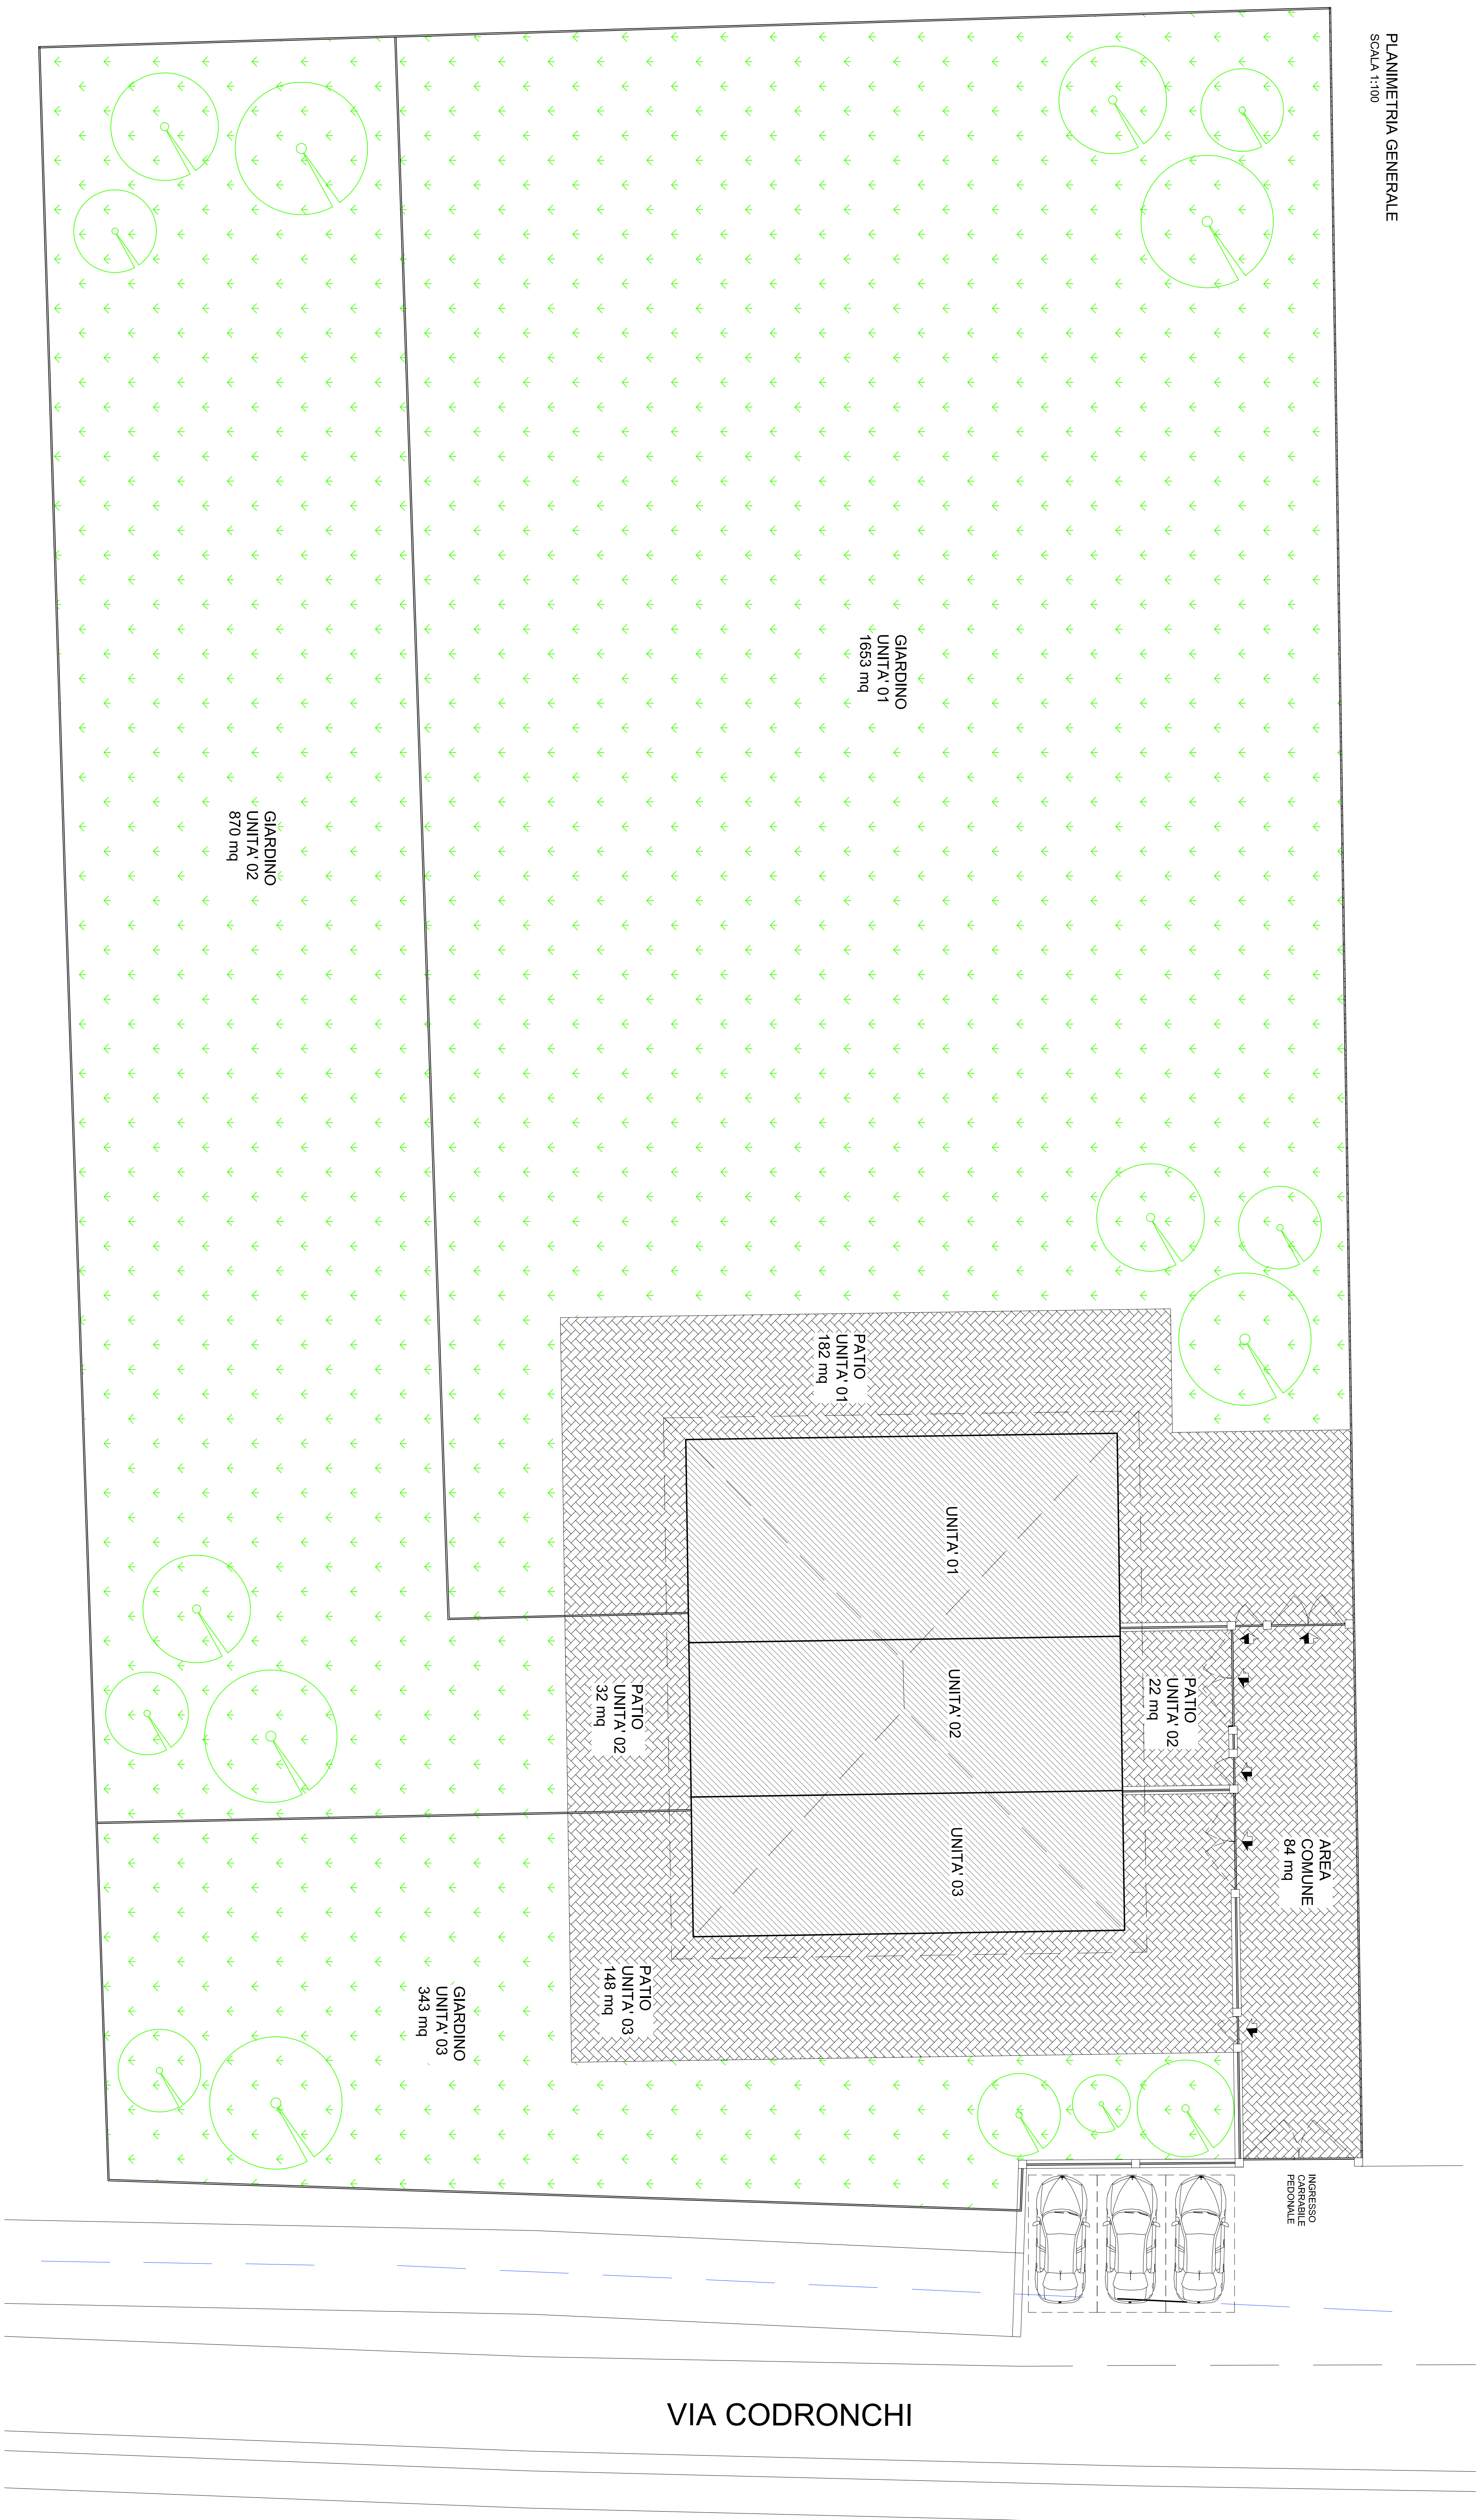 PLANIMETRIA GENERALE
SCALA 1:100
GIARDINO
UNITA' 01
1653 mq
GIARDINO
UNITA' 02
870 mq
PATIO
UNITA' 01
182 mq
UNITA' 01
UNITA' 02
UNITA' 03
PATIO
UNITA' 02
22 mq
PATIO
UNITA' 02
32 mq
AREA
COMUNE
84 mq
PATIO
UNITA' 03
148 mq
GIARDINO
UNITA' 03
343 mq
INGRESSO
CARRABILE
PEDONALE
VIA CODRONCHI